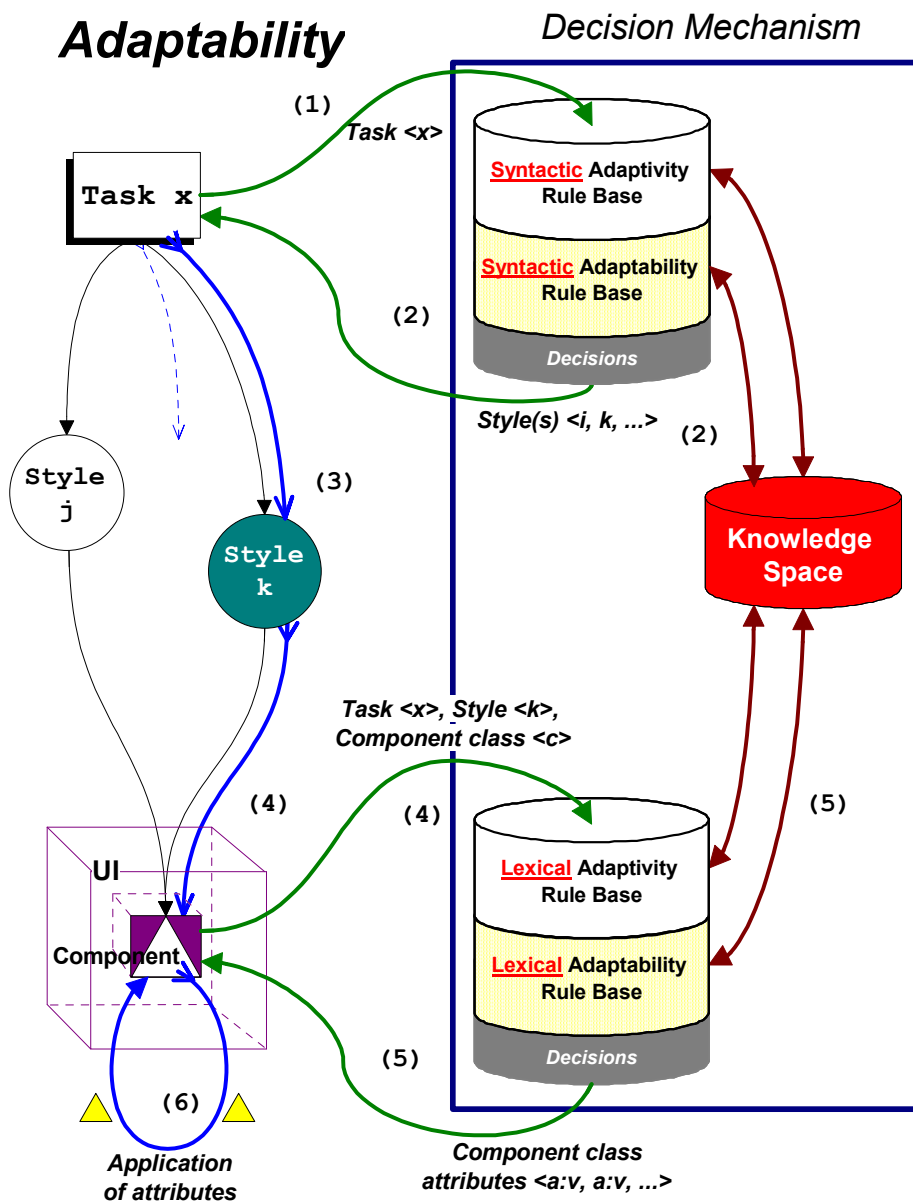 Adaptability
Decision Mechanism
(1)
Task <x>
Task x
Syntactic Adaptivity
Rule Base
Syntactic Adaptability
Rule Base
(2)
Decisions
Style(s) <i, k, ...>
(2)
Style
j
(3)
Style
k
Knowledge
Space
Task <x>, Style <k>,
Component class <c>
(4)
(4)
(5)
UI
Lexical Adaptivity
Rule Base
Component
Lexical Adaptability
Rule Base
(5)
Decisions
(6)
Application
of attributes
Component class
attributes <a:v, a:v, ...>